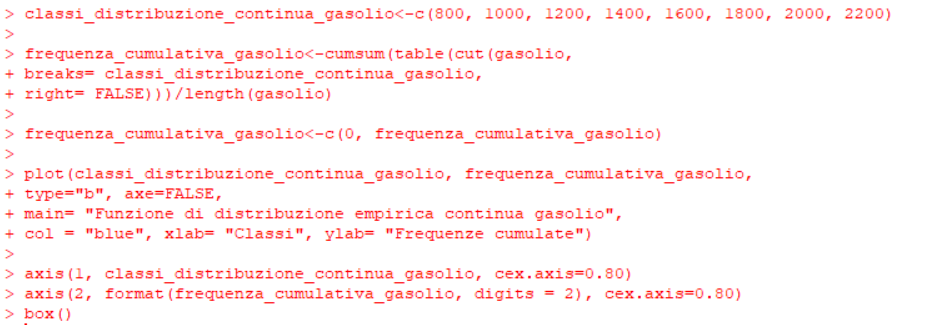 > classi_distribuzione_continua_gasolio<-c(800, 1000, 1200, 1400, 1600, 1800, 2000, 2200)
>
> frequenza_cumulativa_gasolio<-cumsum(table(cut(gasolio,
+ breaks= classi_distribuzione_continua_gasolio,
+ right= FALSE)))/length(gasolio)
>
> frequenza_cumulativa_gasolio<-c(0, frequenza_cumulativa_gasolio)
>
> plot(classi_distribuzione_continua_gasolio, frequenza_cumulativa_gasolio,
+ type="b", axe=FALSE,
+ main= "Funzione di distribuzione empirica continua gasolio",
+ col = "blue", xlab= "Classi", ylab= "Frequenze cumulate")
>
> axis(1, classi_distribuzione_continua_gasolio, cex.axis=0.80)
> axis(2, format(frequenza_cumulativa_gasolio, digits = 2), cex.axis=0.80)
> box()